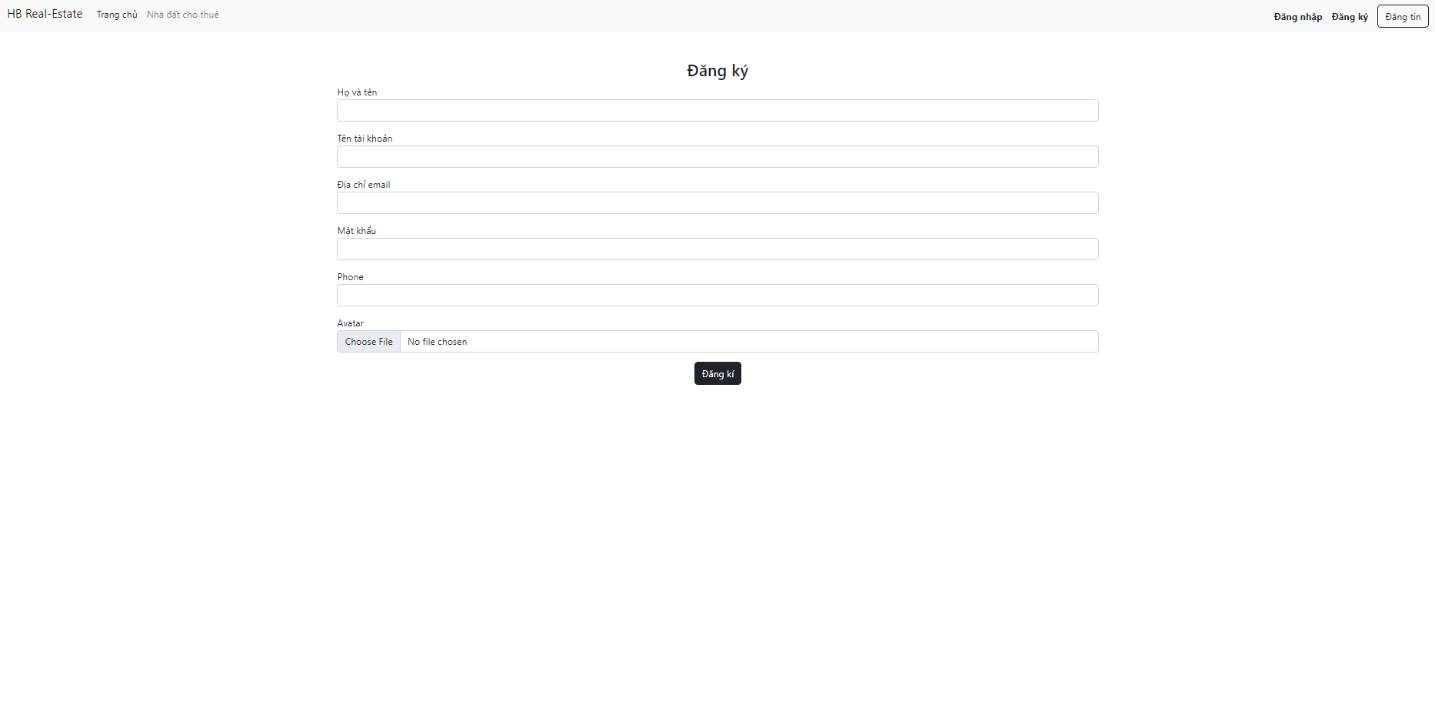 HB Real-Estate Trang chủ Nhà đất cho thuê Đăng nhập Đăng ký Đăng tin
Đăng ký
Họ và tên
Tên tài khoản
Địa chỉ email
Mật khẩu
Phone
Avatar
Choose File No file chosen
Đăng kí